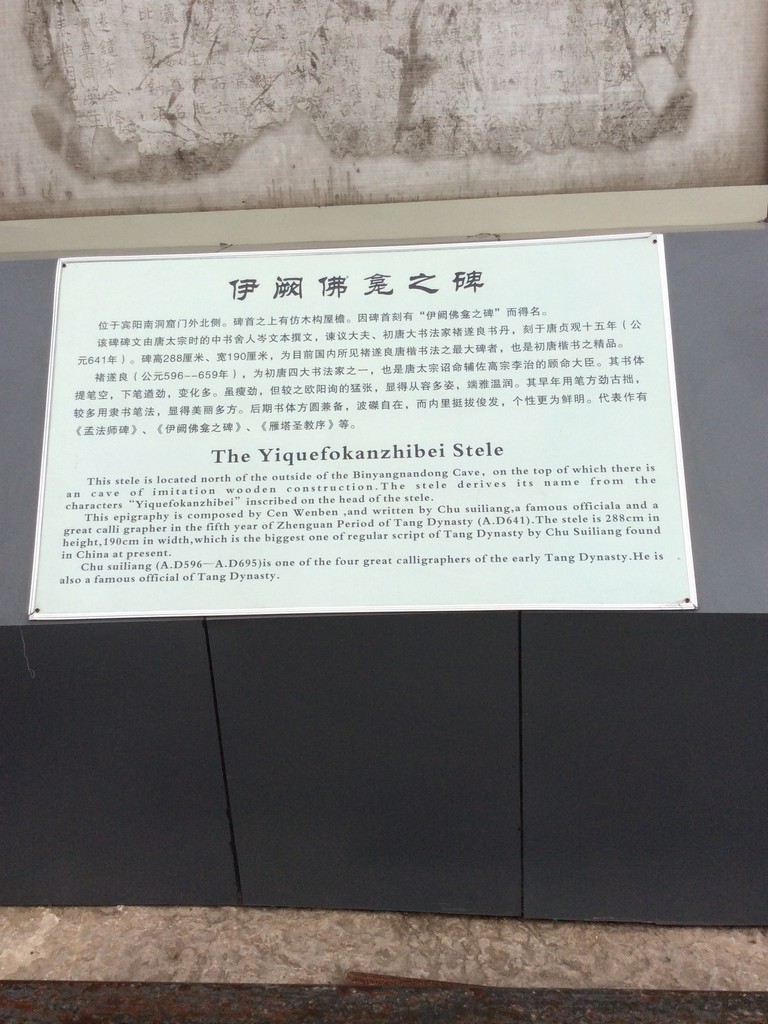 伊阙佛龛之碑
位于宾阳南洞窟门外北侧。碑首之上有仿木构屋檐。因碑首刻有“伊阙佛龛之碑”而得名。
该碑碑文由唐太宗时的中书舍人岑文本撰文，谏议大夫、初唐大书法家褚遂良书丹，刻于唐贞观十五年（公
元641年）。碑高288厘米、宽190厘米，为目前国内所见褚遂良唐楷书法之最大碑者，也是初唐楷书之精品。
褚遂良（公元596--659年），为初唐四大书法家之一，也是唐太宗诏命辅佐高宗李治的顾命大臣。其书体
提笔空，下笔遒劲，变化多。虽瘦劲，但较之欧阳询的猛张，显得从容多姿，端雅温润。其早年用笔方劲古拙，
较多用隶书笔法，显得美丽多方。后期书体方圆兼备，波磔自在，而内里挺拔俊发，个性更为鲜明。代表作有
《孟法师碑》、《伊阙佛龛之碑》、《雁塔圣教序》等。
The Yiquefokanzhibei Stele
This stele is located north of the outside of the Binyangnandong Cave, on the top of which there is
an cave of imitation wooden construction.The stele derives its name from the
characters “Yiquefokanzhibei” inscribed on the head of the stele.
This epigraphy is composed by Cen Wenben ,and written by Chu suiliang,a famous officiala and a
great calli grapher in the fifth year of Zhenguan Period of Tang Dynasty (A.D641).The stele is 288cm in
height,190cm in width,which is the biggest one of regular script of Tang Dynasty by Chu Suiliang found
in China at present.
Chu suiliang (A.D596—A.D695)is one of the four great calligraphers of the early Tang Dynasty.He is
also a famous official of Tang Dynasty.